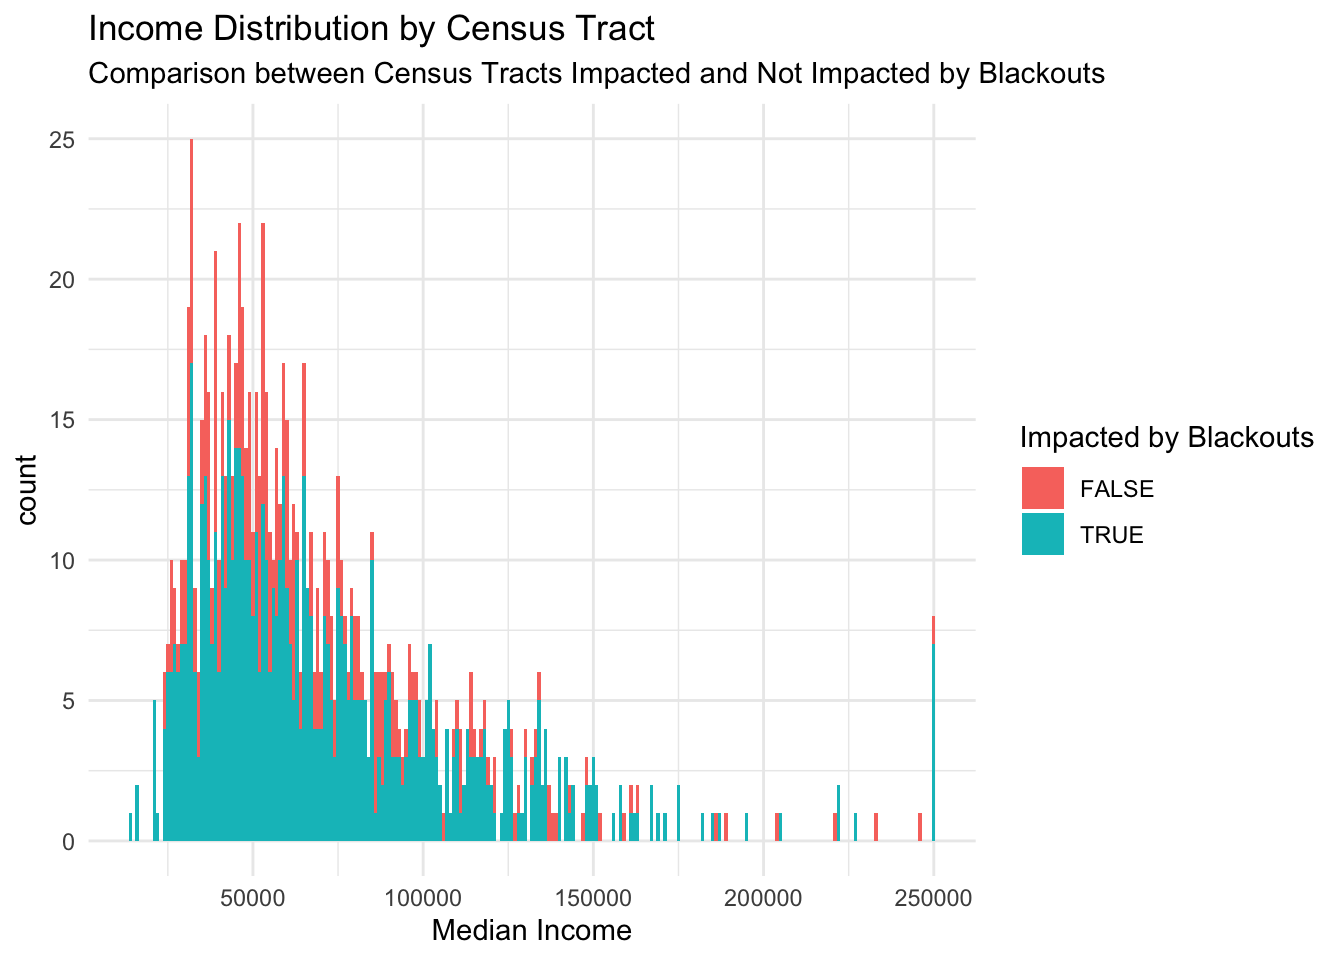 Income Distribution by Census Tract
Comparison between Census Tracts Impacted and Not Impacted by Blackouts
25
20
15
10
5
0
count
50000 100000 150000 200000 250000
Median Income
Impacted by Blackouts
FALSE
TRUE